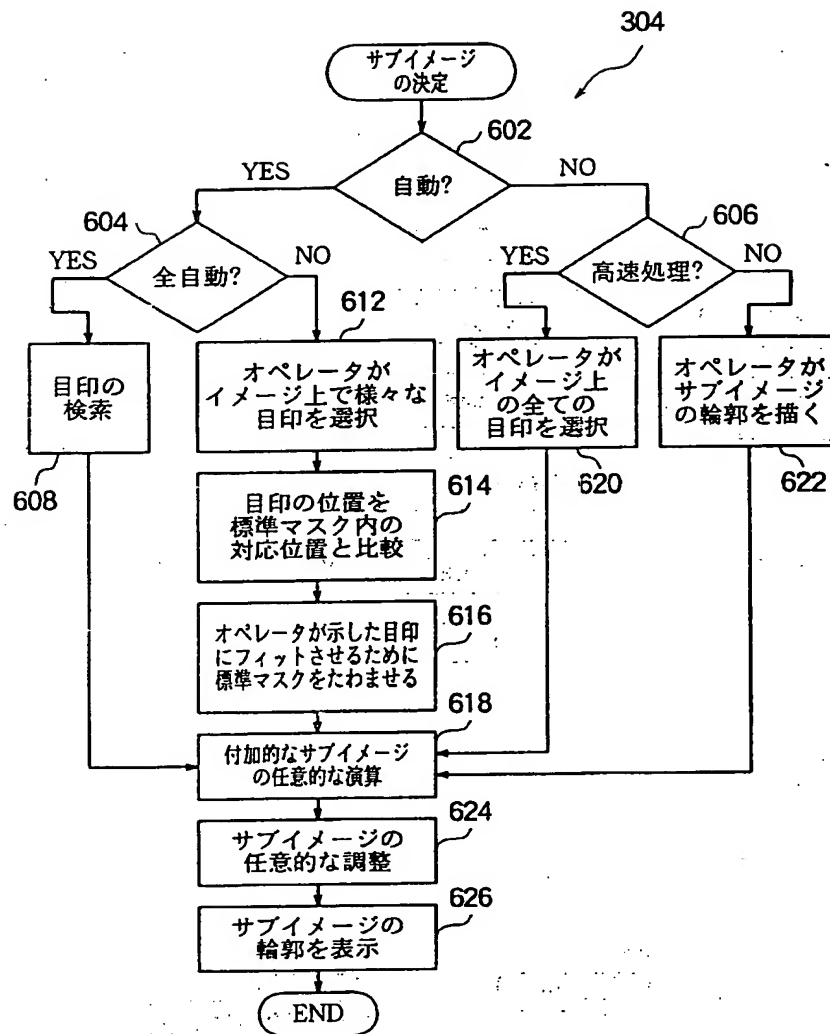 304
サブイメージ
の決定
602
YES
自動?
NO
604
606
YES
全自動?
NO
YES
高速処理?
NO
612
目印の
検索
608
オペレータが
イメージ上で様々な
目印を選択
オペレータが
イメージ上
の全ての
目印を選択
620
オペレータが
サブイメージ
の輪郭を描く
622
目印の位置を
標準マスク内の
対応位置と比較
614
オペレータが示した目印
にフィットさせるために
標準マスクをたわませる
616
618
付加的なサブイメージ
の任意的な演算
サブイメージの
任意的な調整
624
サブイメージの
輪郭を表示
626
END